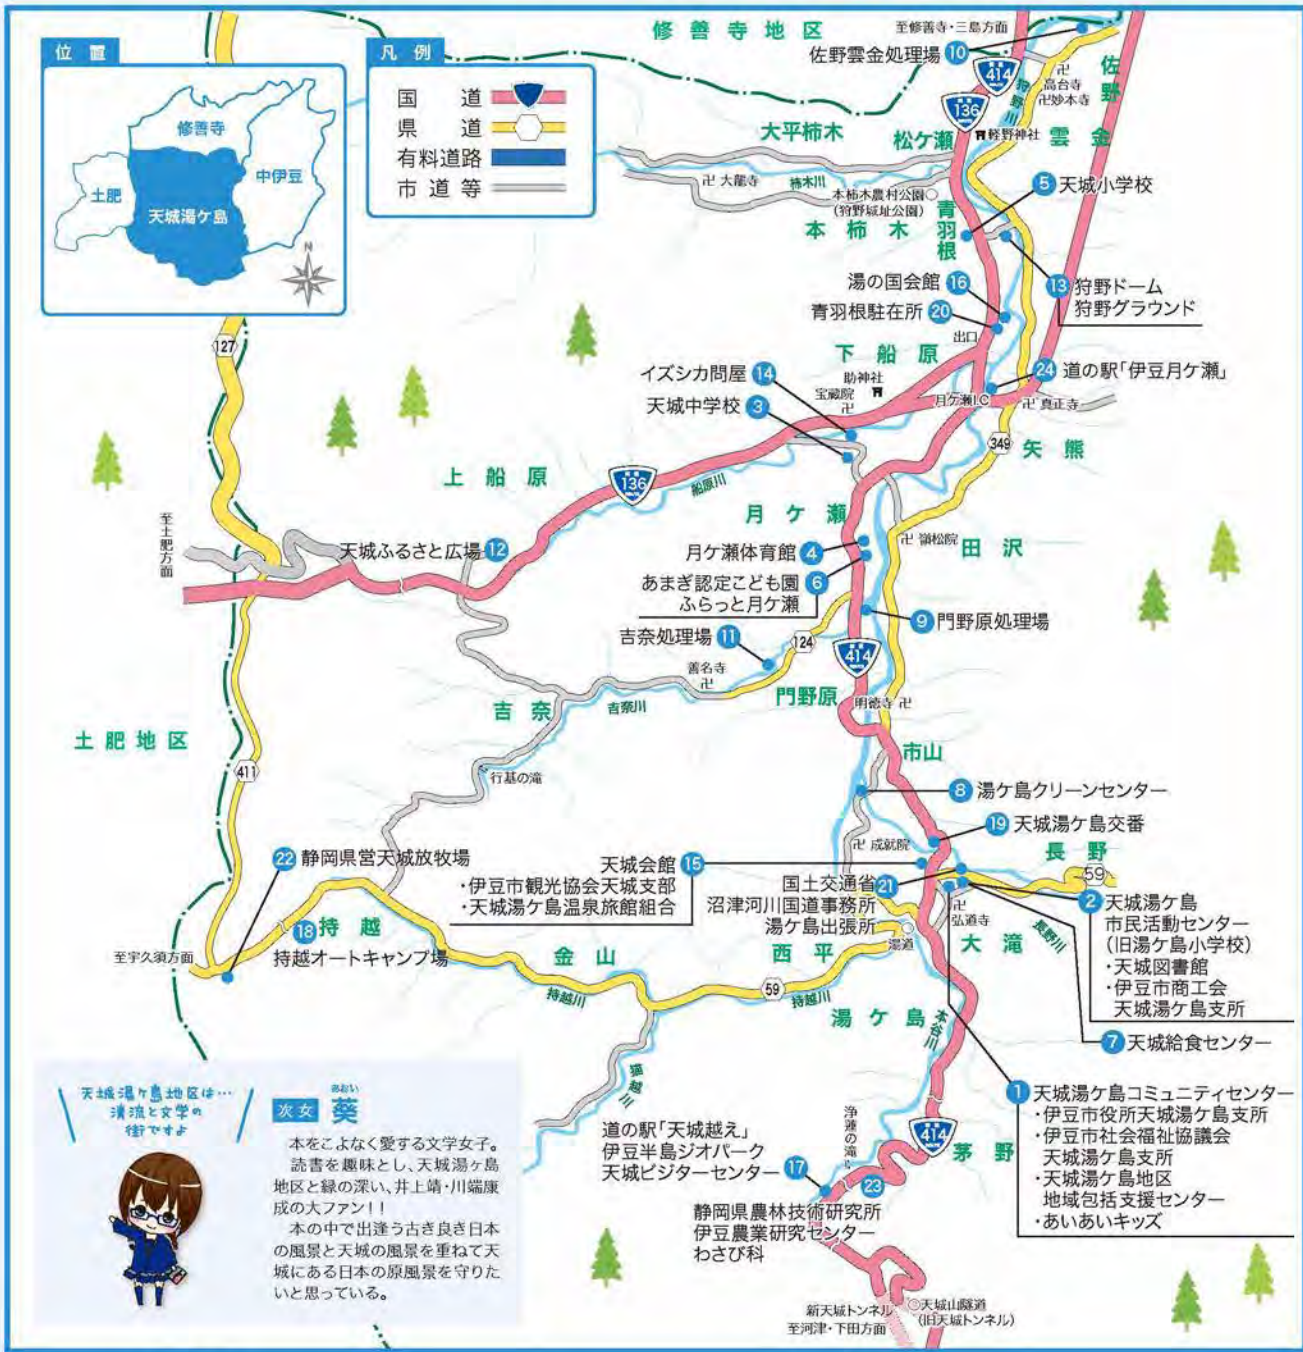 位置
修善寺
土肥
中伊豆
天城湯ケ島
N
凡例
国道
県道
有料道路
市道等
修善寺地区
至修善寺・三島方面
佐野雲金処理場 10
414
136
狩野川
卍
高台寺
卍妙本寺
佐野
雲金
大平柿木
松ケ瀬
軽野神社
卍 大龍寺
柿木川
本柿木農村公園
(狩野城址公園)
本柿木
青羽根
5 天城小学校
湯の国会館 16
青羽根駐在所 20
13 狩野ドーム
狩野グラウンド
出口
下船原
127
イズシカ問屋 14
助神社
宝蔵院
卍
24 道の駅「伊豆月ケ瀬」
天城中学校 3
月ケ瀬I.C
卍 真正寺
349
矢熊
上船原
136
船原川
月ケ瀬
至土肥方面
天城ふるさと広場 12
卍 嶺松院
田沢
月ケ瀬体育館 4
あまぎ認定こども園 6
ふらっと月ケ瀬
9 門野原処理場
吉奈処理場 11
124
414
善名寺
卍
門野原
明徳寺 卍
吉奈
吉奈川
土肥地区
市山
411
行基の滝
8 湯ケ島クリーンセンター
19 天城湯ケ島交番
卍 成就院
長野
22 静岡県営天城放牧場
天城会館 15
・伊豆市観光協会天城支部
・天城湯ケ島温泉旅館組合
国土交通省 21
沼津河川国道事務所
湯ケ島出張所
59
卍
弘道寺
2 天城湯ケ島
市民活動センター
(旧湯ケ島小学校)
・天城図書館
・伊豆市商工会
天城湯ケ島支所
18 持越
持越オートキャンプ場
至宇久須方面
金山
西平
湯道
大滝
長野川
持越川
59
持越川
湯ケ島
本谷川
7 天城給食センター
猫越川
1 天城湯ケ島コミュニティセンター
・伊豆市役所天城湯ケ島支所
・伊豆市社会福祉協議会
天城湯ケ島支所
・天城湯ケ島地区
地域包括支援センター
・あいあいキッズ
浄蓮の滝
414
茅野
道の駅「天城越え」
伊豆半島ジオパーク
天城ビジターセンター 17
23
静岡県農林技術研究所
伊豆農業研究センター
わさび科
新天城トンネル
至河津・下田方面
天城山隧道
(旧天城トンネル)
天城湯ケ島地区は…
清流と文学の
街ですよ
次女
あおい
葵
本をこよなく愛する文学女子。
読書を趣味とし、天城湯ヶ島
地区と縁の深い、井上靖・川端康
成の大ファン!!
本の中で出逢う古き良き日本
の風景と天城の風景を重ねて天
城にある日本の原風景を守りた
いと思っている。